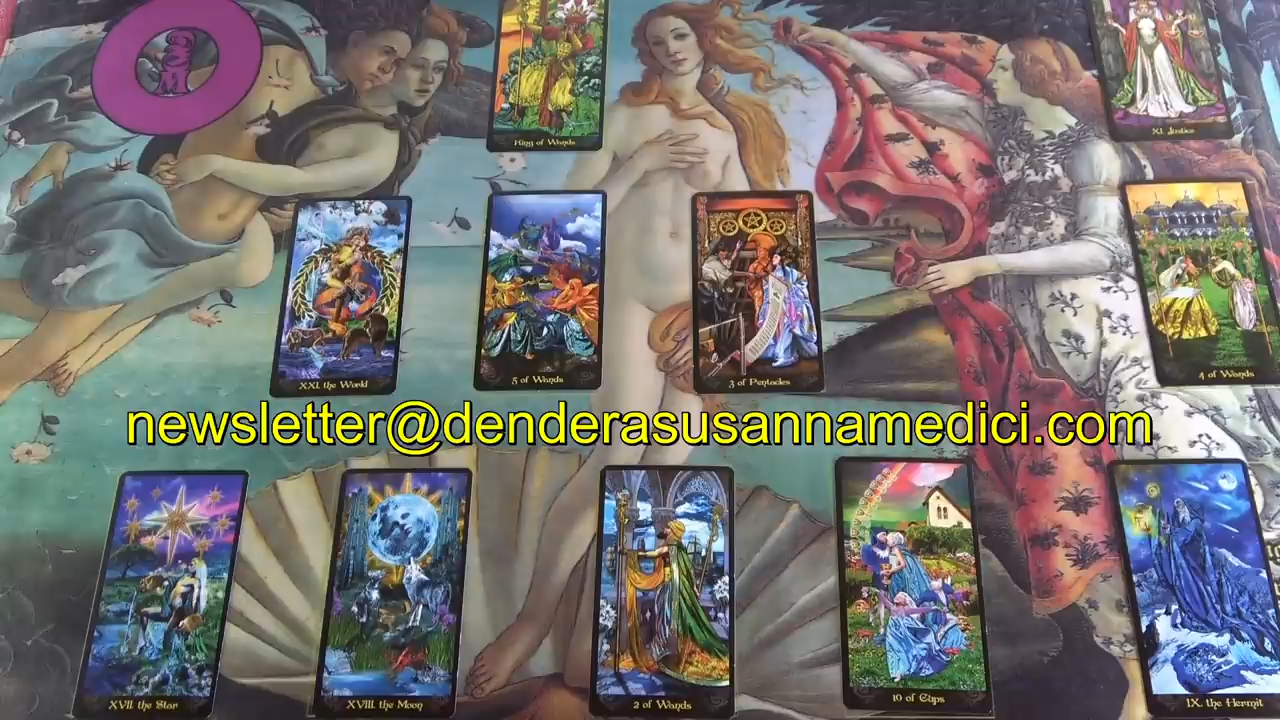 DSM
King of Wands
XI. Justice
XXI. the World
5 of Wands
3 of Pentacles
4 of Wands
newsletter@denderasusannamedici.com
XVII. the Star
XVIII. the Moon
2 of Wands
10 of Cups
IX. the Hermit